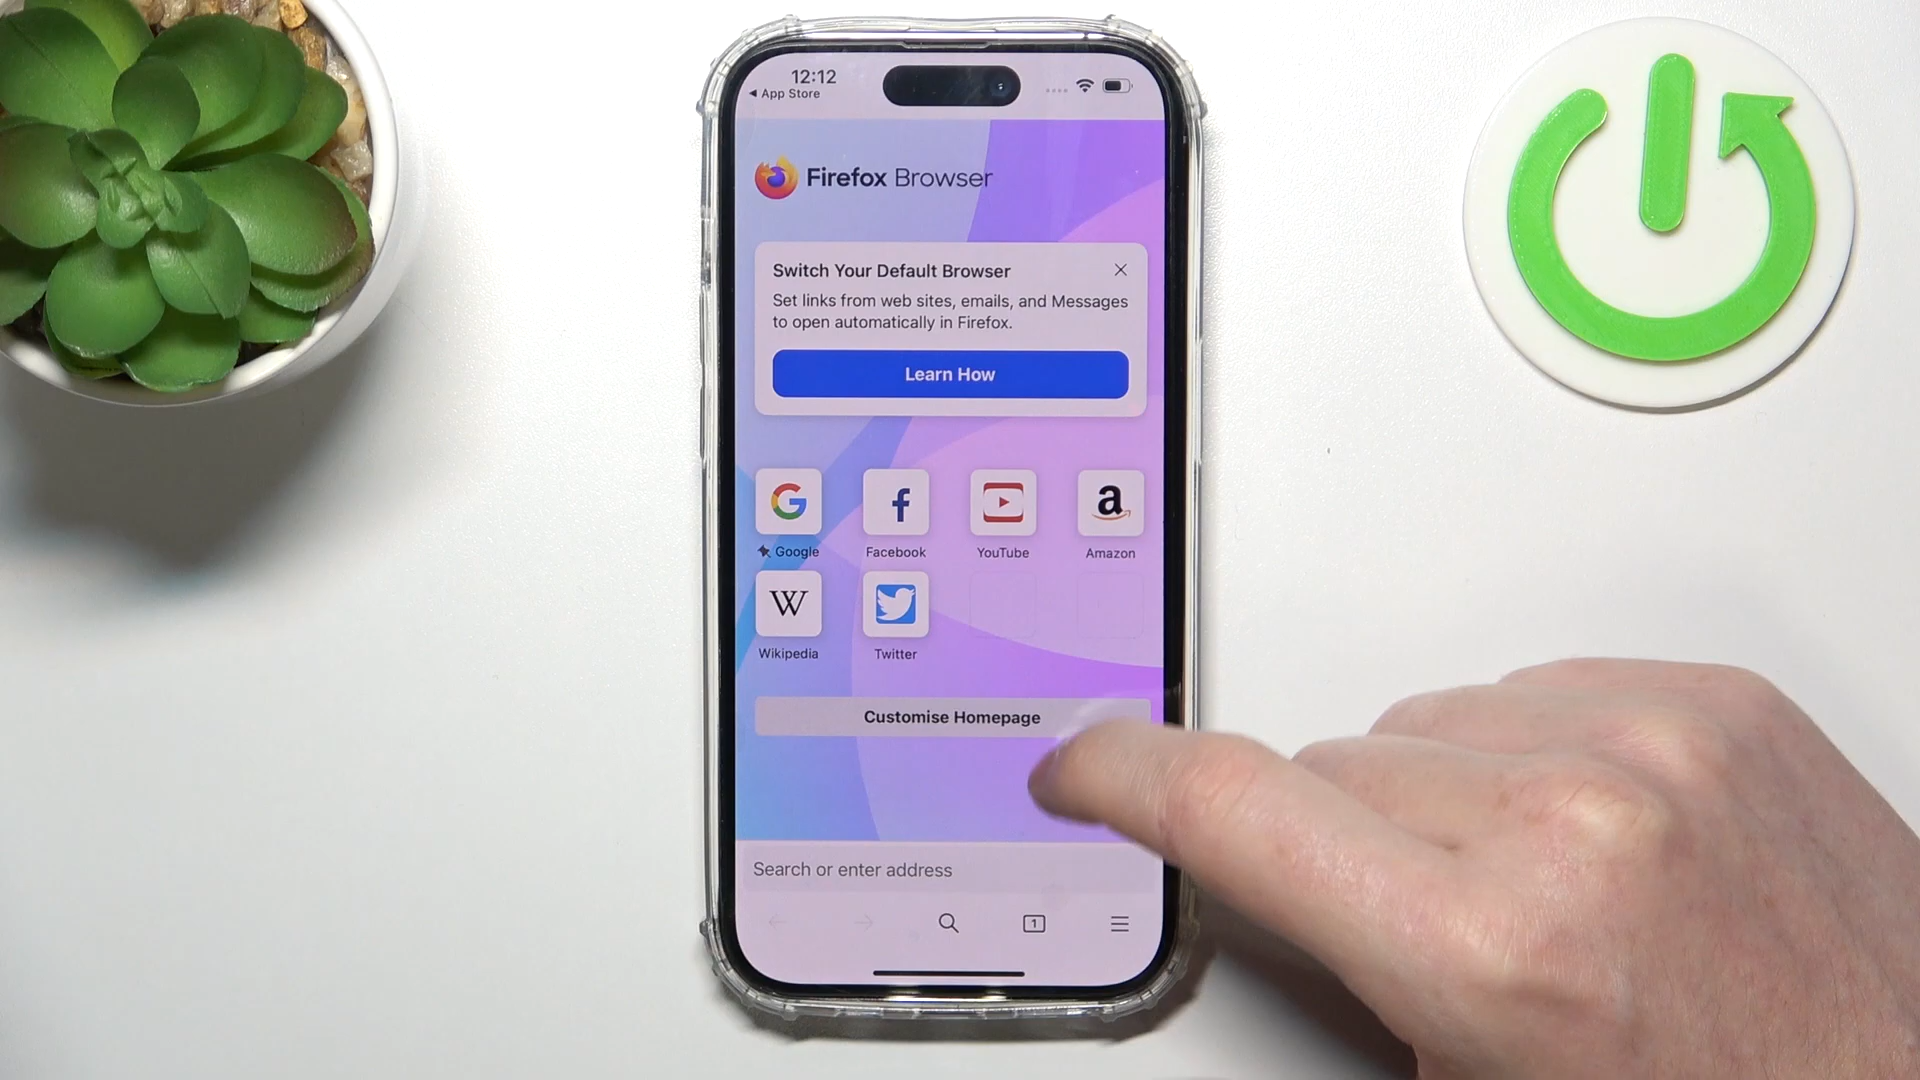 12:12
◀ App Store
Firefox Browser
Switch Your Default Browser
Set links from web sites, emails, and Messages
to open automatically in Firefox.
Learn How
Google
Facebook
YouTube
Amazon
Wikipedia
Twitter
Customise Homepage
Search or enter address
1